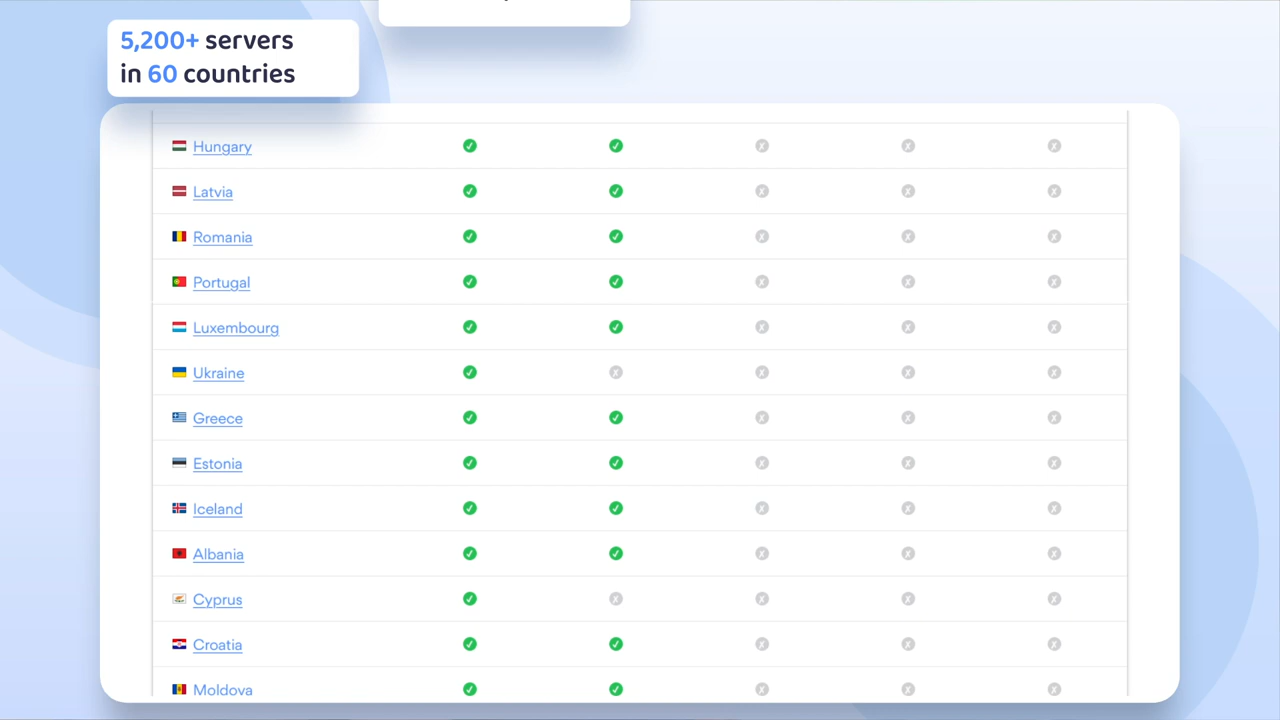 5,200+ servers
in 60 countries
Hungary
Latvia
Romania
Portugal
Luxembourg
Ukraine
Greece
Estonia
Iceland
Albania
Cyprus
Croatia
Moldova